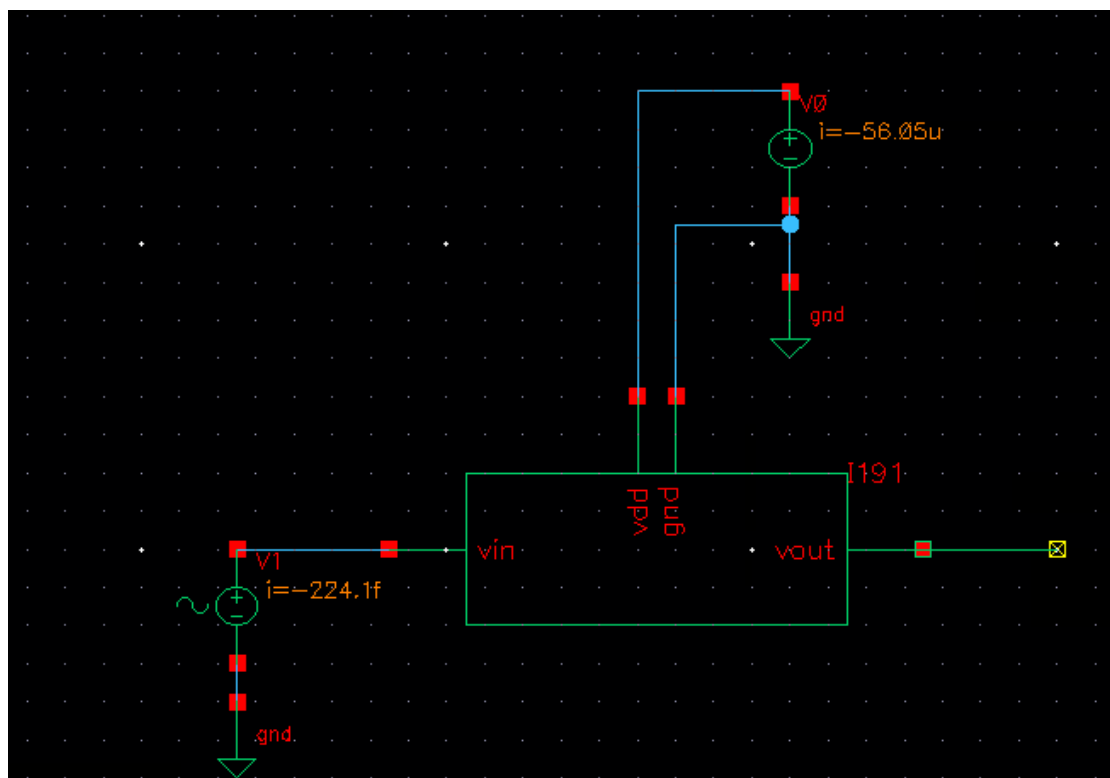 V0
i=-56.05u
gnd
I191
vdd
gnd
vin
vout
V1
i=-224.1f
gnd